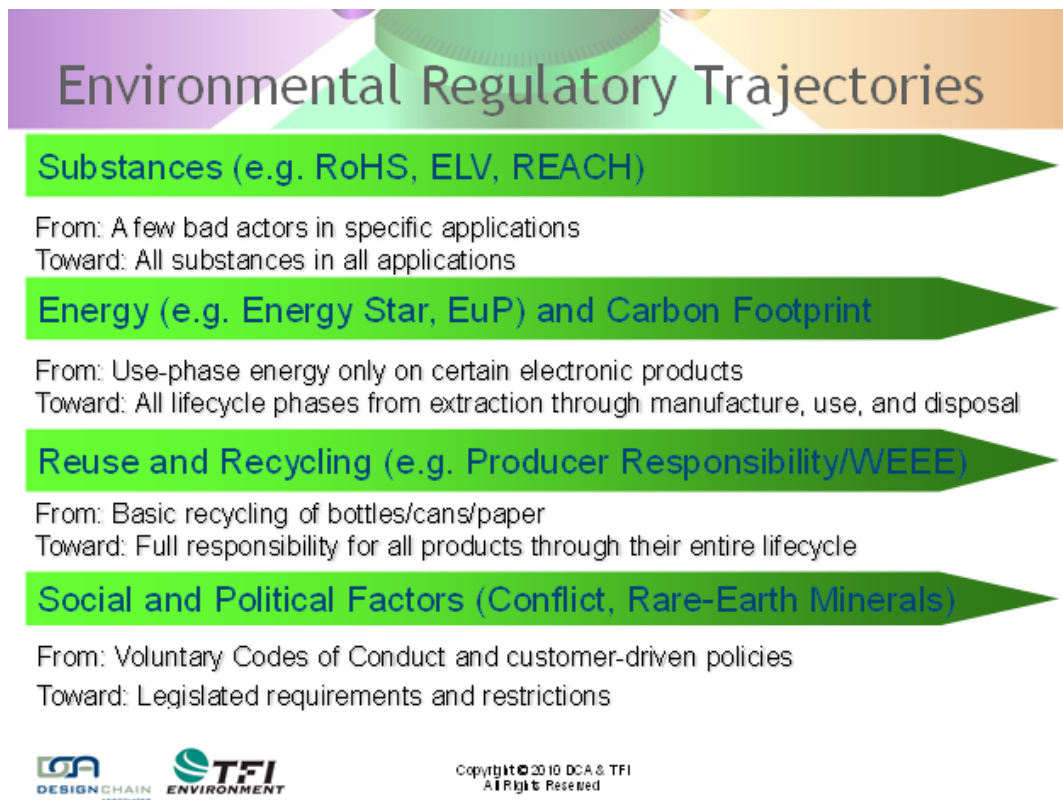 Environmental Regulatory Trajectories
Substances (e.g. RoHS, ELV, REACH)
From: A few bad actors in specific applications
Toward: All substances in all applications
Energy (e.g. Energy Star, EuP) and Carbon Footprint
From: Use-phase energy only on certain electronic products
Toward: All lifecycle phases from extraction through manufacture, use, and disposal
Reuse and Recycling (e.g. Producer Responsibility/WEEE)
From: Basic recycling of bottles/cans/paper
Toward: Full responsibility for all products through their entire lifecycle
Social and Political Factors (Conflict, Rare-Earth Minerals)
From: Voluntary Codes of Conduct and customer-driven policies
Toward: Legislated requirements and restrictions
DCA
DESIGNCHAIN
TFI
ENVIRONMENT
Copyright © 2010 DCA & TFI
All Rights Reserved